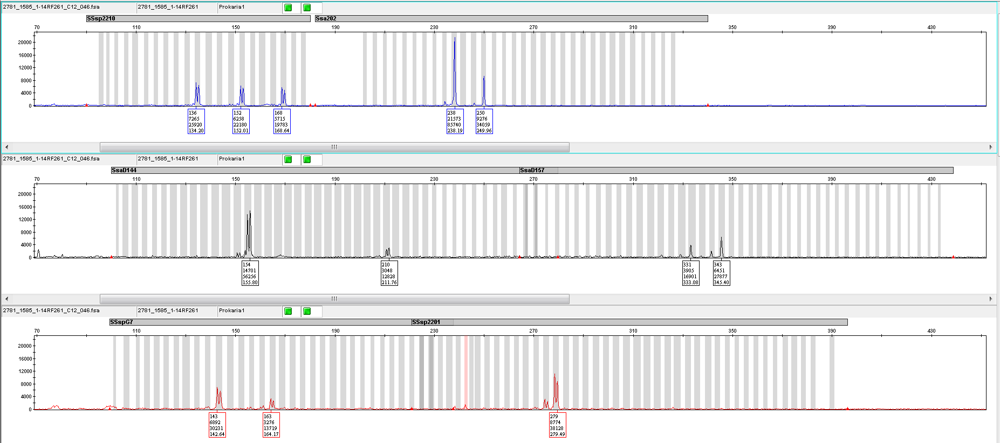 2781_1585_1-14RF261_C12_046.fsa 2781_1585_1-14RF261 Prokaria1
SSsp2210 Ssa202
70 110 150 190 230 270 310 350 390 430
20000
16000
12000
8000
4000
0
136 152 168 238 250
7265 6258 5715 21573 9276
25920 22180 19783 85740 34059
134.20 152.01 168.64 238.19 249.96
2781_1585_1-14RF261_C12_046.fsa 2781_1585_1-14RF261 Prokaria1
SsaD144 SsaD157
70 110 150 190 230 270 310 350 390 430
20000
16000
12000
8000
4000
0
154 210 331 343
14701 3048 3905 6451
56256 12828 16901 27877
155.80 211.76 333.08 345.40
2781_1585_1-14RF261_C12_046.fsa 2781_1585_1-14RF261 Prokaria1
SSspG7 SSsp2201
70 110 150 190 230 270 310 350 390 430
20000
16000
12000
8000
4000
0
143 163 279
6892 3276 8774
30231 13719 38128
142.64 164.17 279.49